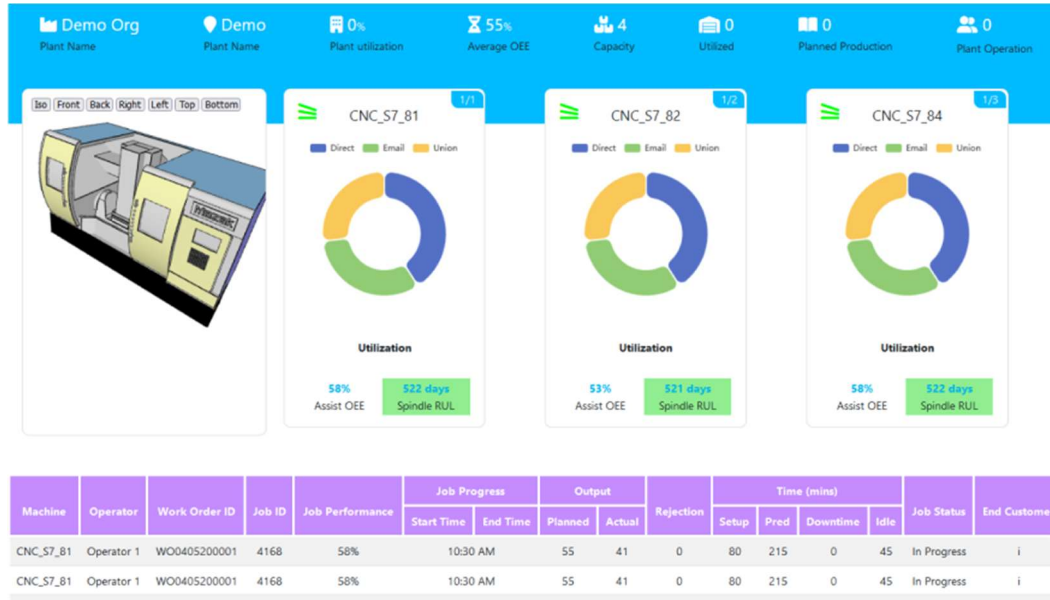 Demo Org
Plant Name
Demo
Plant Name
0%
Plant utilization
55%
Average OEE
4
Capacity
0
Utilized
0
Planned Production
0
Plant Operation
Iso Front Back Right Left Top Bottom
Mazak
1/1
CNC_S7_81
Direct Email Union
Utilization
58%
Assist OEE
522 days
Spindle RUL
1/2
CNC_S7_82
Direct Email Union
Utilization
53%
Assist OEE
521 days
Spindle RUL
1/3
CNC_S7_84
Direct Email Union
Utilization
58%
Assist OEE
522 days
Spindle RUL
Job Progress Output Time (mins)
Machine Operator Work Order ID Job ID Job Performance Rejection Job Status End Custome
Start Time End Time Planned Actual Setup Pred Downtime Idle
CNC_S7_81 Operator 1 WO0405200001 4168 58% 10:30 AM 55 41 0 80 215 0 45 In Progress i
CNC_S7_81 Operator 1 WO0405200001 4168 58% 10:30 AM 55 41 0 80 215 0 45 In Progress i